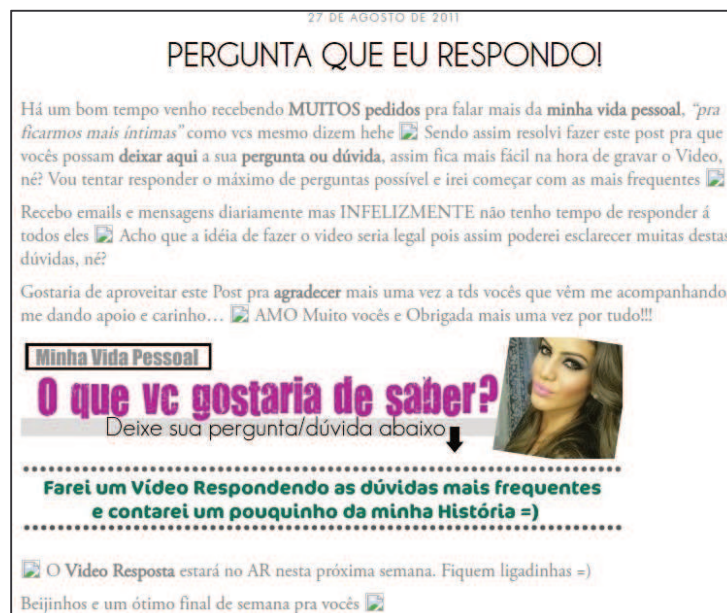 27 DE AGOSTO DE 2011
PERGUNTA QUE EU RESPONDO!
Há um bom tempo venho recebendo MUITOS pedidos pra falar mais da minha vida pessoal, “pra
ficarmos mais íntimas” como vcs mesmo dizem hehe Sendo assim resolvi fazer este post pra que
vocês possam deixar aqui a sua pergunta ou dúvida, assim fica mais fácil na hora de gravar o Video,
né? Vou tentar responder o máximo de perguntas possível e irei começar com as mais frequentes
Recebo emails e mensagens diariamente mas INFELIZMENTE não tenho tempo de responder á
todos eles Acho que a idéia de fazer o video seria legal pois assim poderei esclarecer muitas destas
dúvidas, né?
Gostaria de aproveitar este Post pra agradecer mais uma vez a tds vocês que vêm me acompanhando
me dando apoio e carinho… AMO Muito vocês e Obrigada mais uma vez por tudo!!!
Minha Vida Pessoal
O que vc gostaria de saber?
Deixe sua pergunta/dúvida abaixo
Farei um Vídeo Respondendo as dúvidas mais frequentes
e contarei um pouquinho da minha História =)
O Video Resposta estará no AR nesta próxima semana. Fiquem ligadinhas =)
Beijinhos e um ótimo final de semana pra vocês